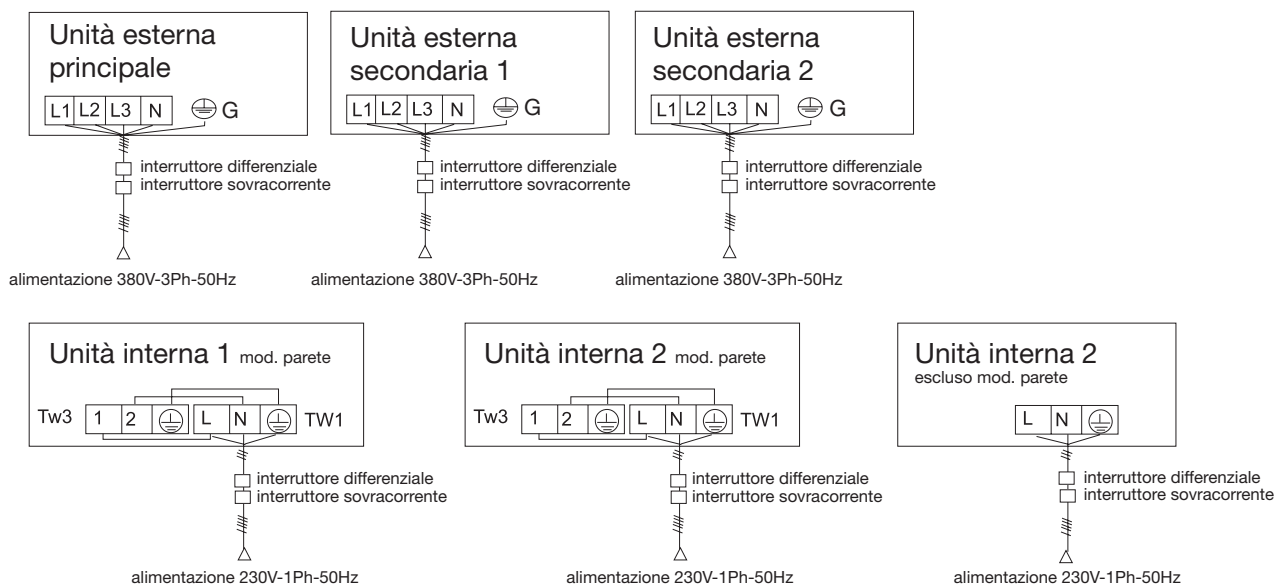 Unità esterna
principale
L1 L2 L3 N G
interruttore differenziale
interruttore sovracorrente
alimentazione 380V-3Ph-50Hz
Unità esterna
secondaria 1
L1 L2 L3 N G
interruttore differenziale
interruttore sovracorrente
alimentazione 380V-3Ph-50Hz
Unità esterna
secondaria 2
L1 L2 L3 N G
interruttore differenziale
interruttore sovracorrente
alimentazione 380V-3Ph-50Hz
Unità interna 1 mod. parete
Tw3 1 2 L N TW1
interruttore differenziale
interruttore sovracorrente
alimentazione 230V-1Ph-50Hz
Unità interna 2 mod. parete
Tw3 1 2 L N TW1
interruttore differenziale
interruttore sovracorrente
alimentazione 230V-1Ph-50Hz
Unità interna 2
escluso mod. parete
L N
interruttore differenziale
interruttore sovracorrente
alimentazione 230V-1Ph-50Hz